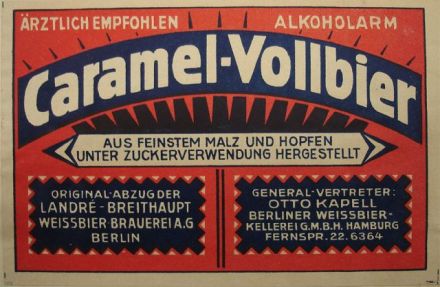 ÄRZTLICH EMPFOHLEN ALKOHOLARM
Caramel-Vollbier
AUS FEINSTEM MALZ UND HOPFEN
UNTER ZUCKERVERWENDUNG HERGESTELLT
ORIGINAL-ABZUG DER
LANDRÉ-BREITHAUPT
WEISSBIER BRAUEREI A.G
BERLIN
GENERAL-VERTRETER:
OTTO KAPELL
BERLINER WEISSBIER-
KELLEREI G.M.B.H. HAMBURG
FERNSPR. 22.6364